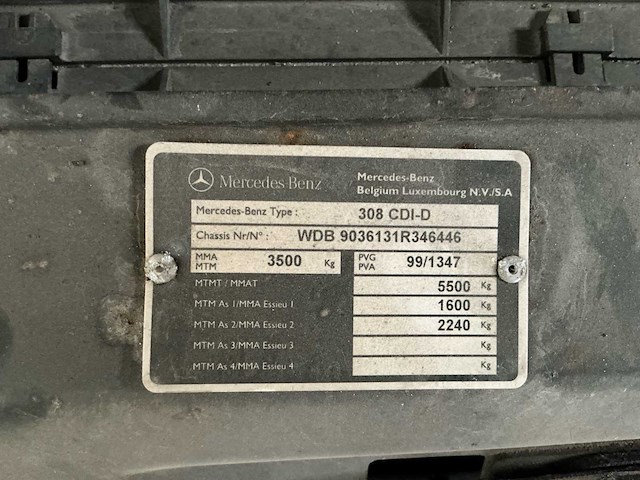 Mercedes Benz
Mercedes-Benz
Belgium Luxembourg N.V./S.A
Mercedes-Benz Type : 308 CDI-D
Chassis Nr/N° : WDB 9036131R346446
MMA
MTM 3500 Kg
PVG
PVA 99/1347
MTMT / MMAT 5500 Kg
MTM As 1/MMA Essieu 1 1600 Kg
MTM As 2/MMA Essieu 2 2240 Kg
MTM As 3/MMA Essieu 3 Kg
MTM As 4/MMA Essieu 4 Kg